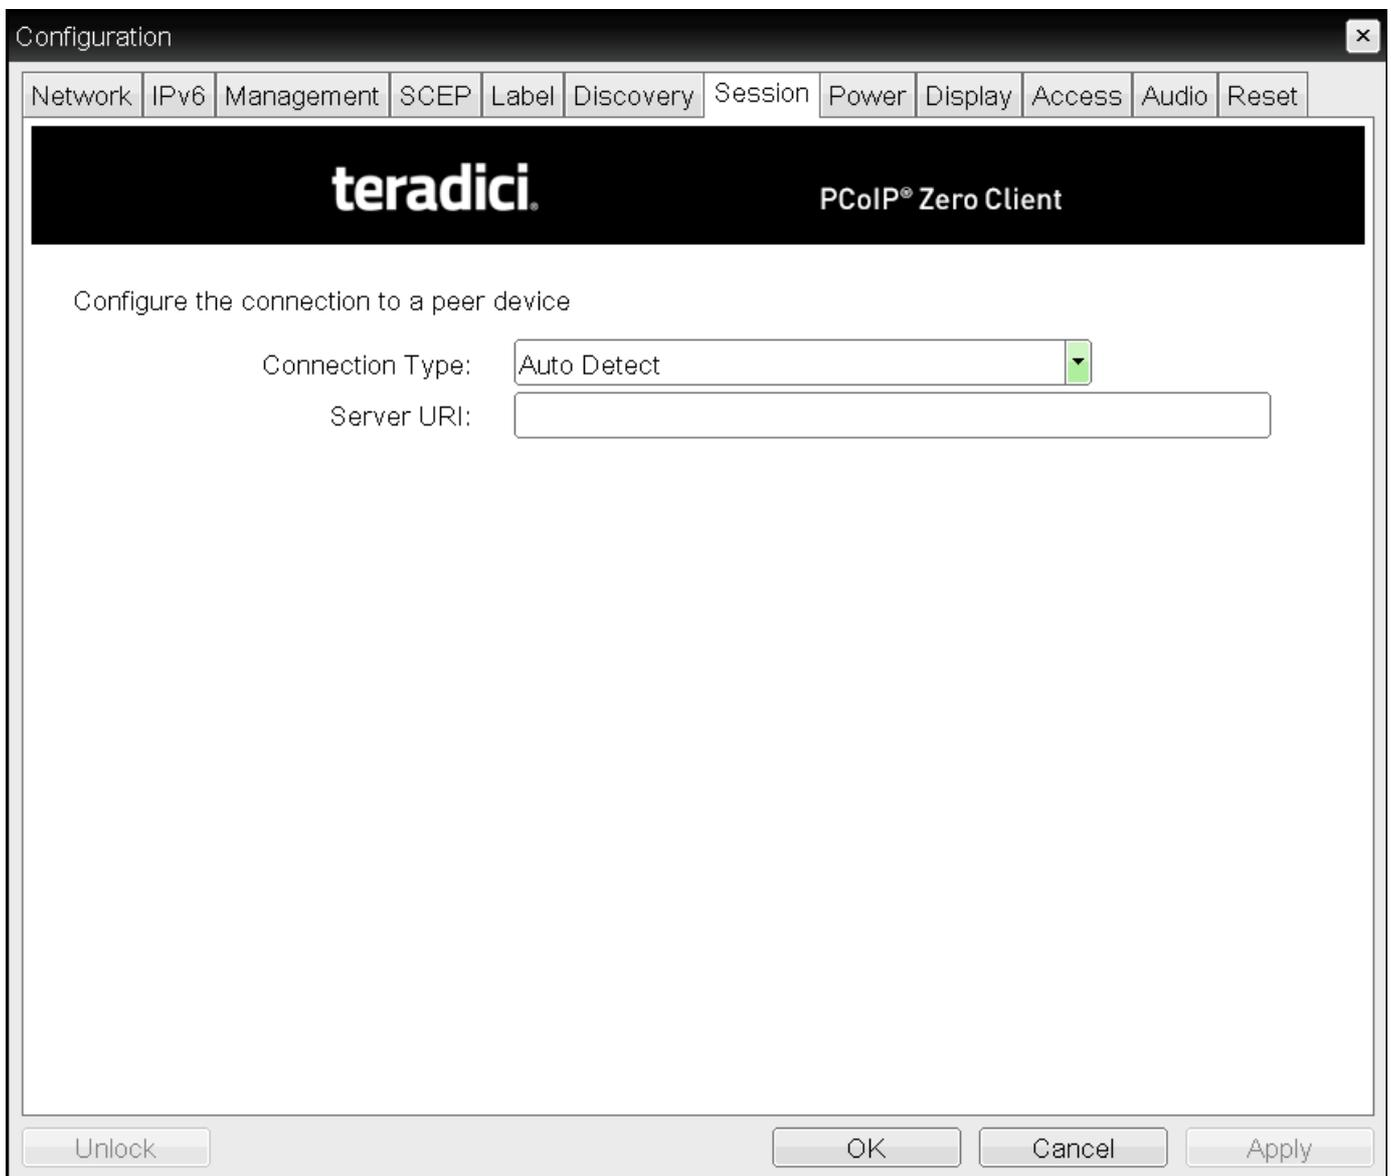 Configuration
Network IPv6 Management SCEP Label Discovery Session Power Display Access Audio Reset
teradici. PCoIP® Zero Client
Configure the connection to a peer device
Connection Type: Auto Detect
Server URI:
Unlock OK Cancel Apply